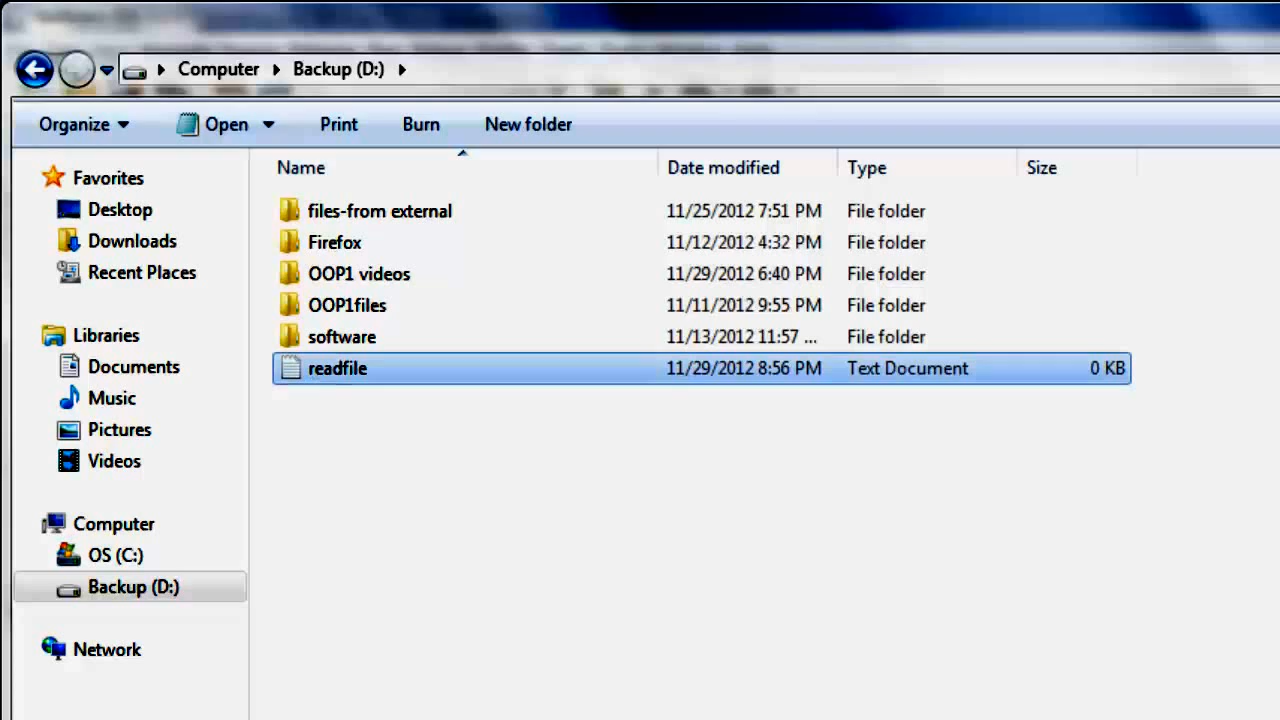 Computer Backup (D:)
Organize Open Print Burn New folder
Name Date modified Type Size
Favorites
Desktop
Downloads
Recent Places
Libraries
Documents
Music
Pictures
Videos
Computer
OS (C:)
Backup (D:)
Network
files-from external 11/25/2012 7:51 PM File folder
Firefox 11/12/2012 4:32 PM File folder
OOP1 videos 11/29/2012 6:40 PM File folder
OOP1files 11/11/2012 9:55 PM File folder
software 11/13/2012 11:57 ... File folder
readfile 11/29/2012 8:56 PM Text Document 0 KB